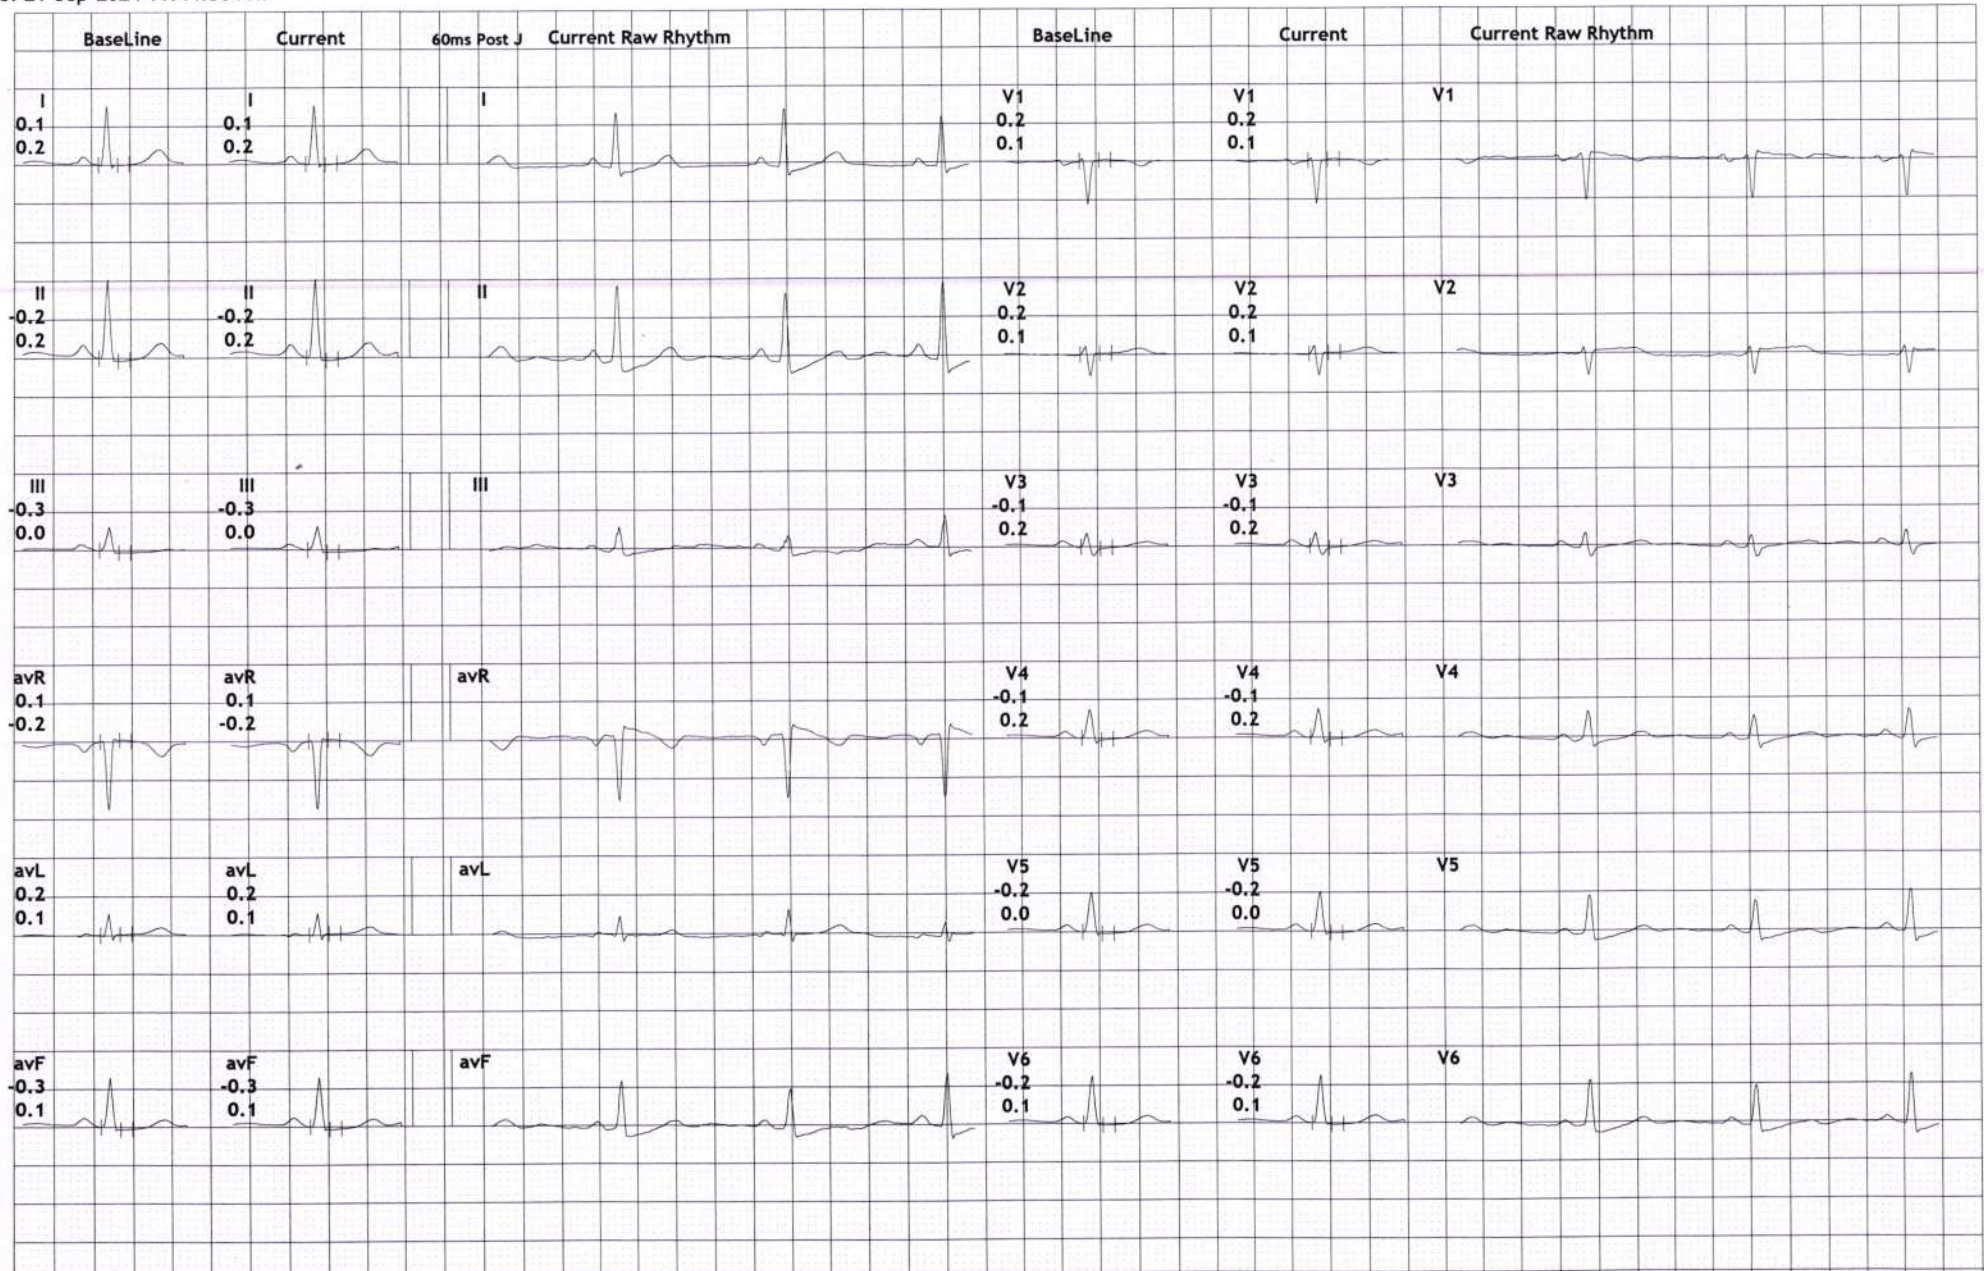 BaseLine Current 60ms Post J Current Raw Rhythm BaseLine Current Current Raw Rhythm
I I I V1 V1 V1
0.1 0.1 0.2 0.2
0.2 0.2 0.1 0.1
II II II V2 V2 V2
-0.2 -0.2 0.2 0.2
0.2 0.2 0.1 0.1
III III III V3 V3 V3
-0.3 -0.3 -0.1 -0.1
0.0 0.0 0.2 0.2
avR avR avR V4 V4 V4
0.1 0.1 -0.1 -0.1
-0.2 -0.2 0.2 0.2
avL avL avL V5 V5 V5
0.2 0.2 -0.2 -0.2
0.1 0.1 0.0 0.0
avF avF avF V6 V6 V6
-0.3 -0.3 -0.2 -0.2
0.1 0.1 0.1 0.1